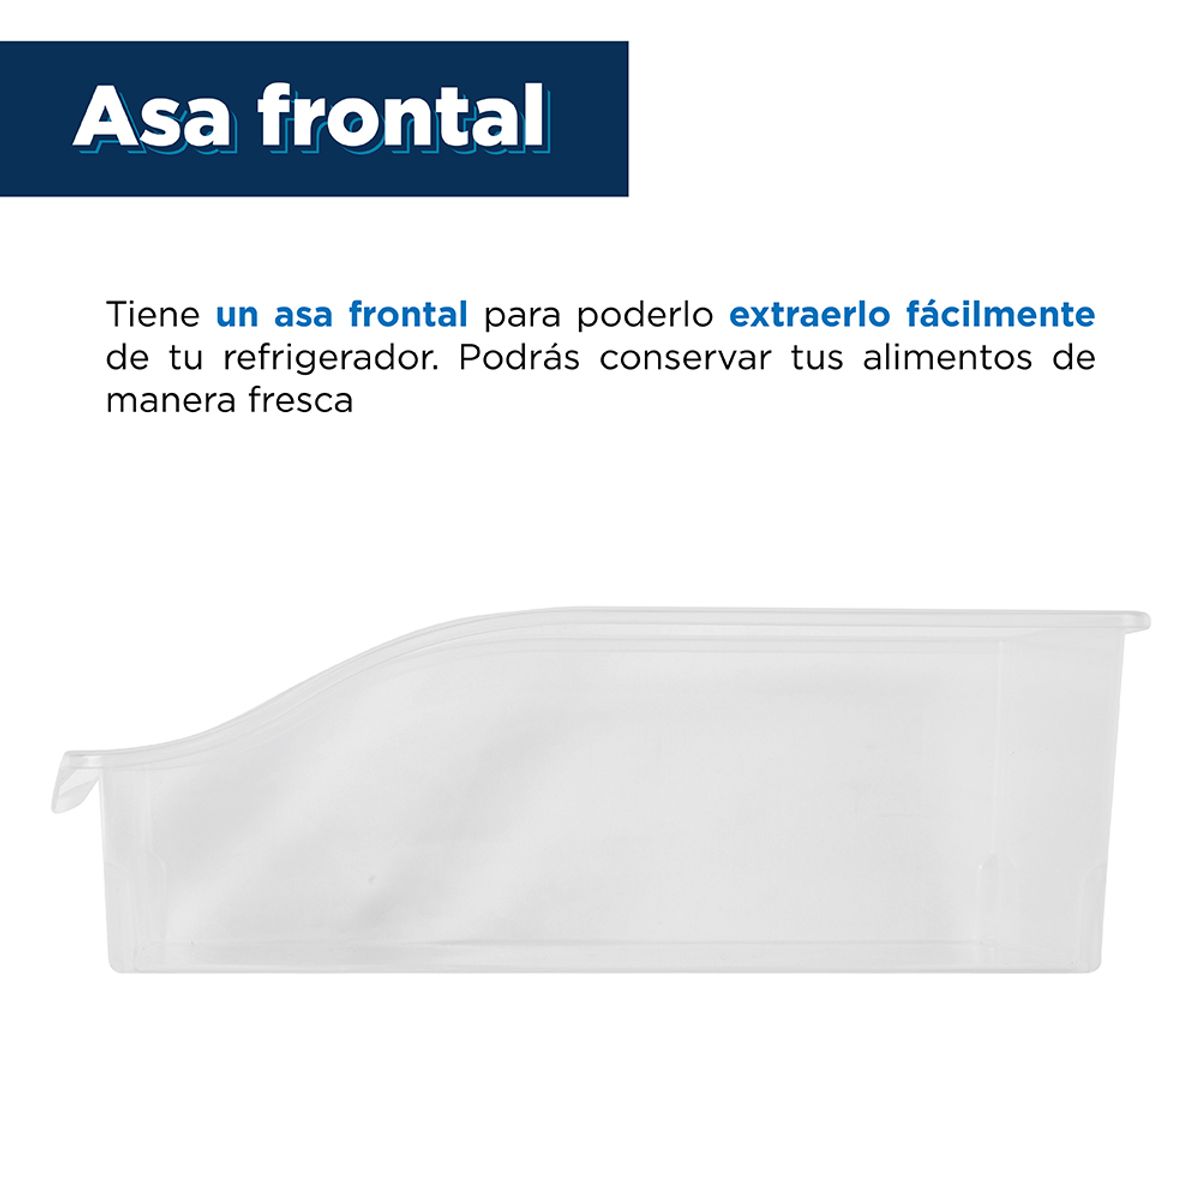 Asa frontal
Tiene un asa frontal para poderlo extraerlo fácilmente
de tu refrigerador. Podrás conservar tus alimentos de
manera fresca